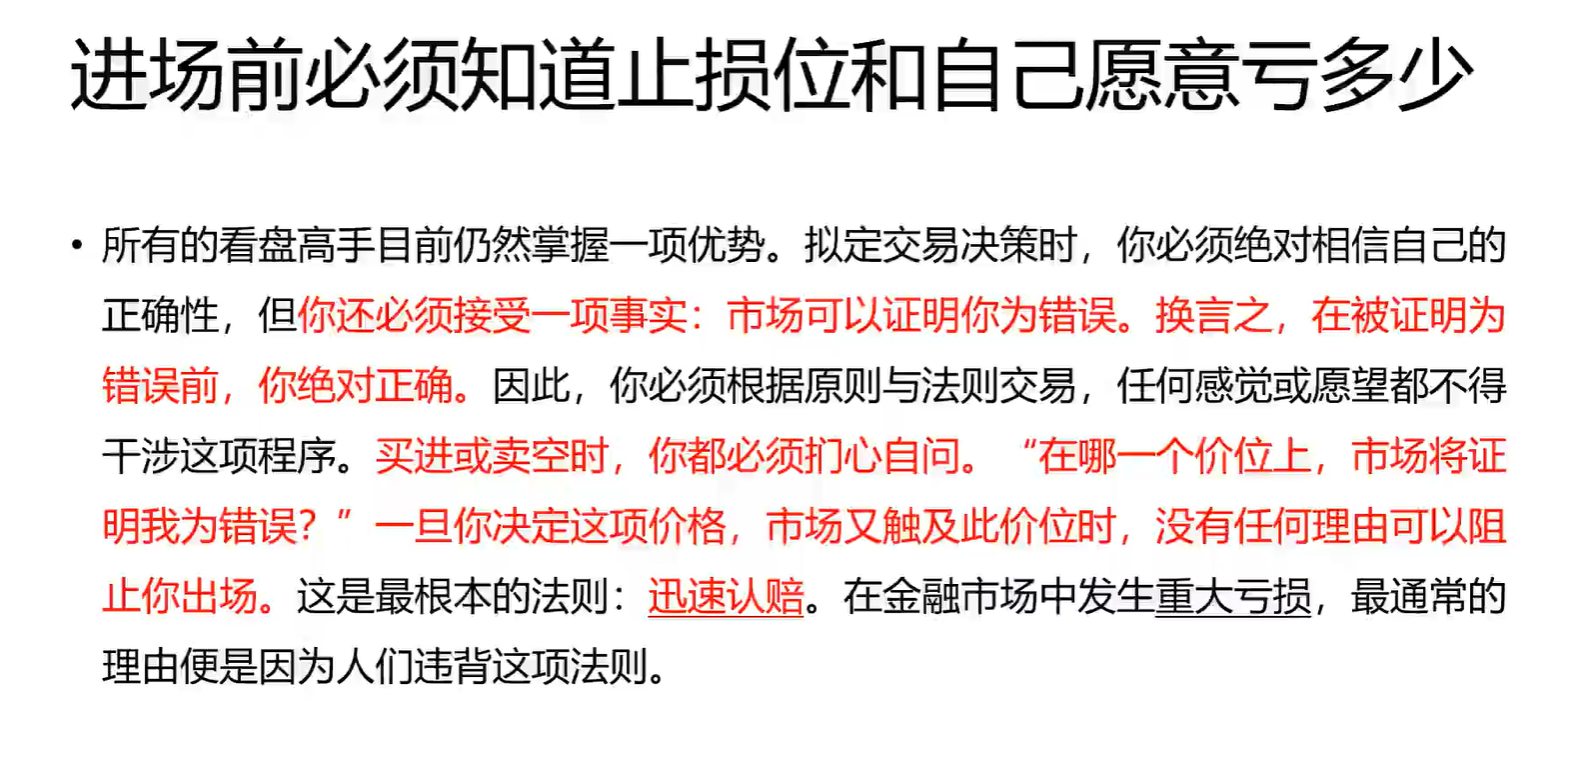 进场前必须知道止损位和自己愿意亏多少
• 所有的看盘高手目前仍然掌握一项优势。拟定交易决策时，你必须绝对相信自己的
正确性，但你还必须接受一项事实：市场可以证明你为错误。换言之，在被证明为
错误前，你绝对正确。因此，你必须根据原则与法则交易，任何感觉或愿望都不得
干涉这项程序。买进或卖空时，你都必须扪心自问。“在哪一个价位上，市场将证
明我为错误？”一旦你决定这项价格，市场又触及此价位时，没有任何理由可以阻
止你出场。这是最根本的法则：迅速认赔。在金融市场中发生重大亏损，最通常的
理由便是因为人们违背这项法则。